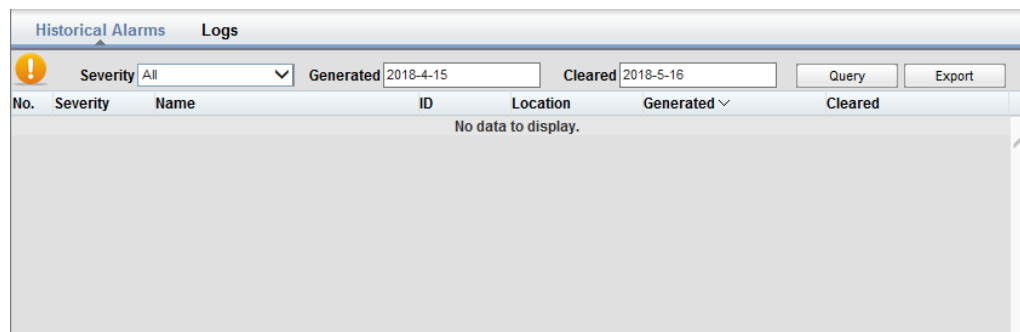 Historical Alarms Logs
Severity All Generated 2018-4-15 Cleared 2018-5-16 Query Export
No. Severity Name ID Location Generated Cleared
No data to display.